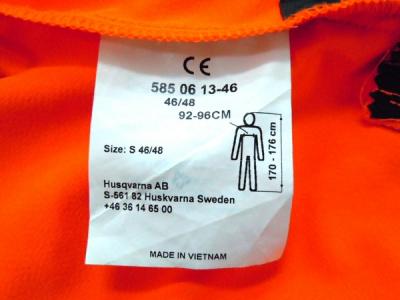 CE
585 06 13-46
46/48
92-96CM
170 - 176 cm
Size: S 46/48
Husqvarna AB
S-561 82 Huskvarna Sweden
+46 36 14 65 00
MADE IN VIETNAM